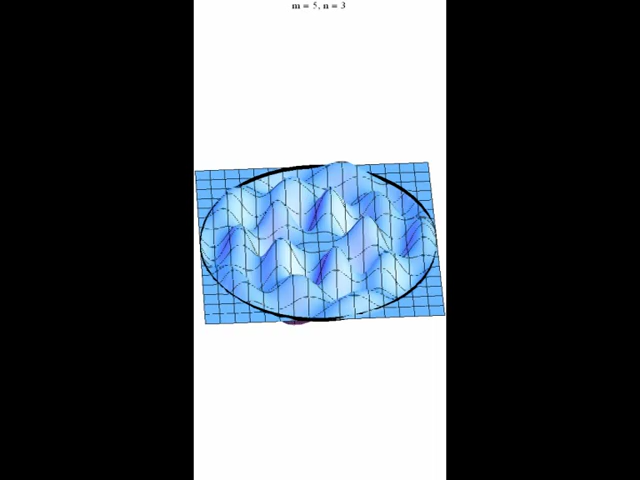 m = 5, n = 3